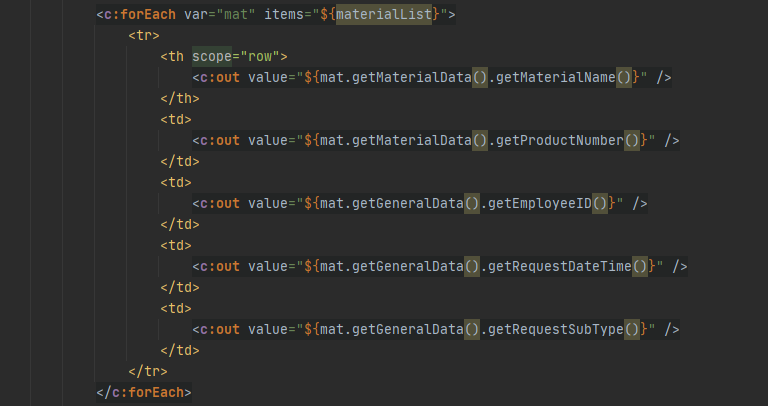 <c:forEach var="mat" items="${materialList}">
<tr>
<th scope="row">
<c:out value="${mat.getMaterialData().getMaterialName()}" />
</th>
<td>
<c:out value="${mat.getMaterialData().getProductNumber()}" />
</td>
<td>
<c:out value="${mat.getGeneralData().getEmployeeID()}" />
</td>
<td>
<c:out value="${mat.getGeneralData().getRequestDateTime()}" />
</td>
<td>
<c:out value="${mat.getGeneralData().getRequestSubType()}" />
</td>
</tr>
</c:forEach>